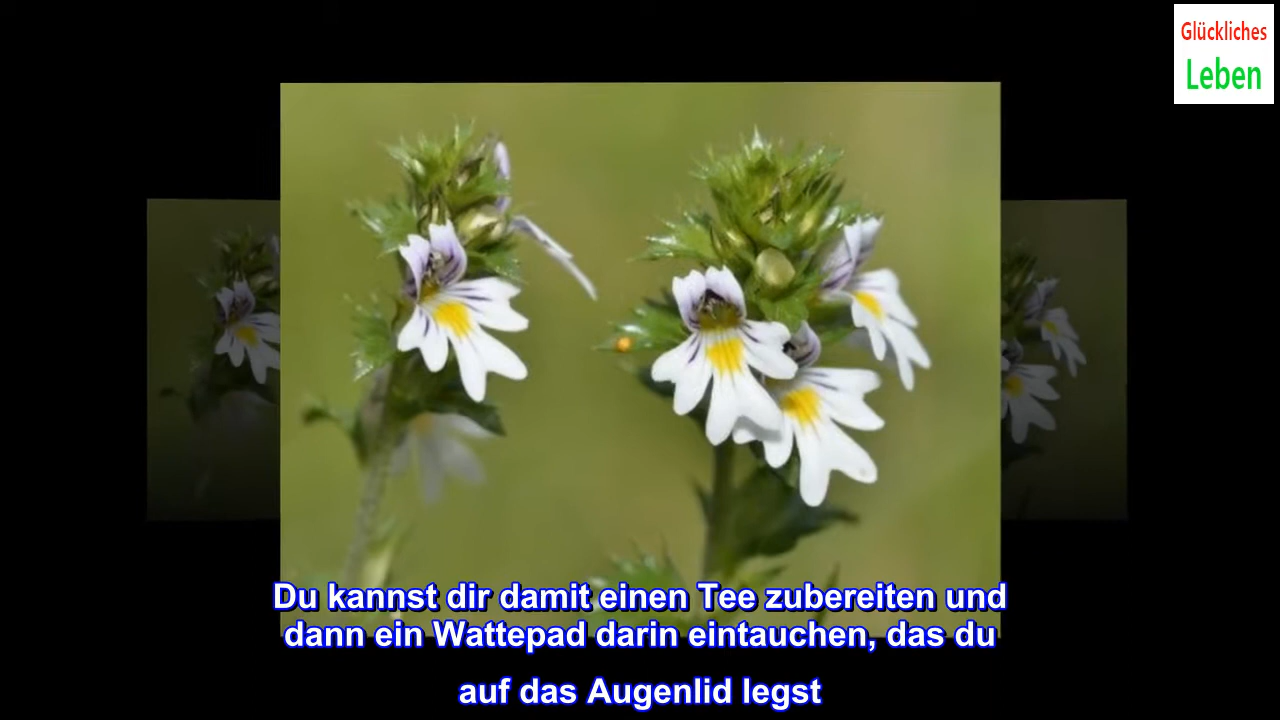 Glückliches
Leben
Du kannst dir damit einen Tee zubereiten und
dann ein Wattepad darin eintauchen, das du
auf das Augenlid legst